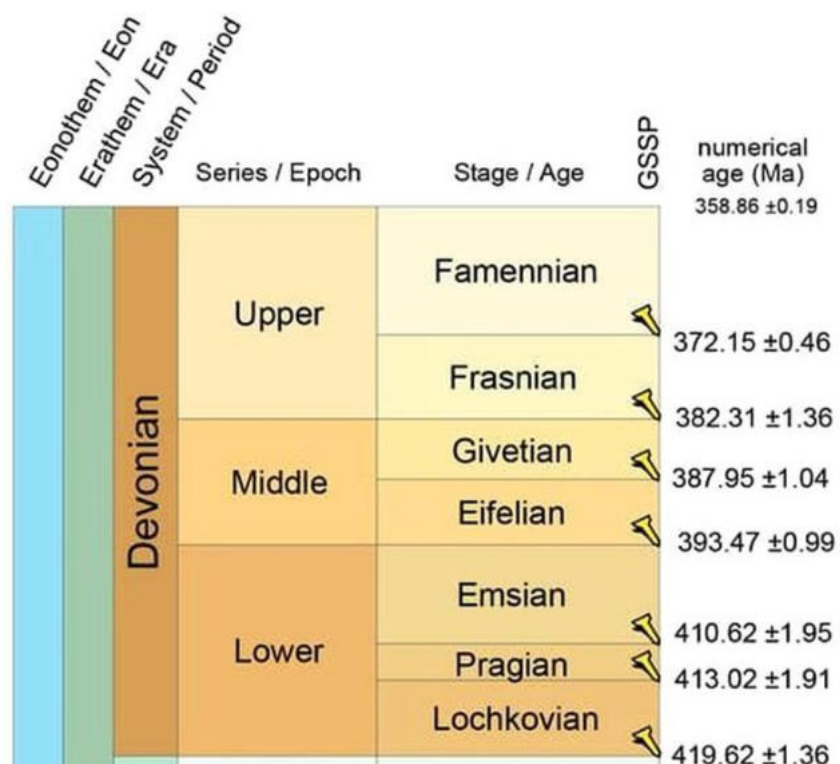 Eonothem / Eon
Erathem / Era
System / Period
Series / Epoch
Stage / Age
GSSP
numerical
age (Ma)
358.86 ±0.19
Devonian
Upper
Famennian
372.15 ±0.46
Frasnian
382.31 ±1.36
Middle
Givetian
387.95 ±1.04
Eifelian
393.47 ±0.99
Lower
Emsian
410.62 ±1.95
Pragian
413.02 ±1.91
Lochkovian
419.62 ±1.36